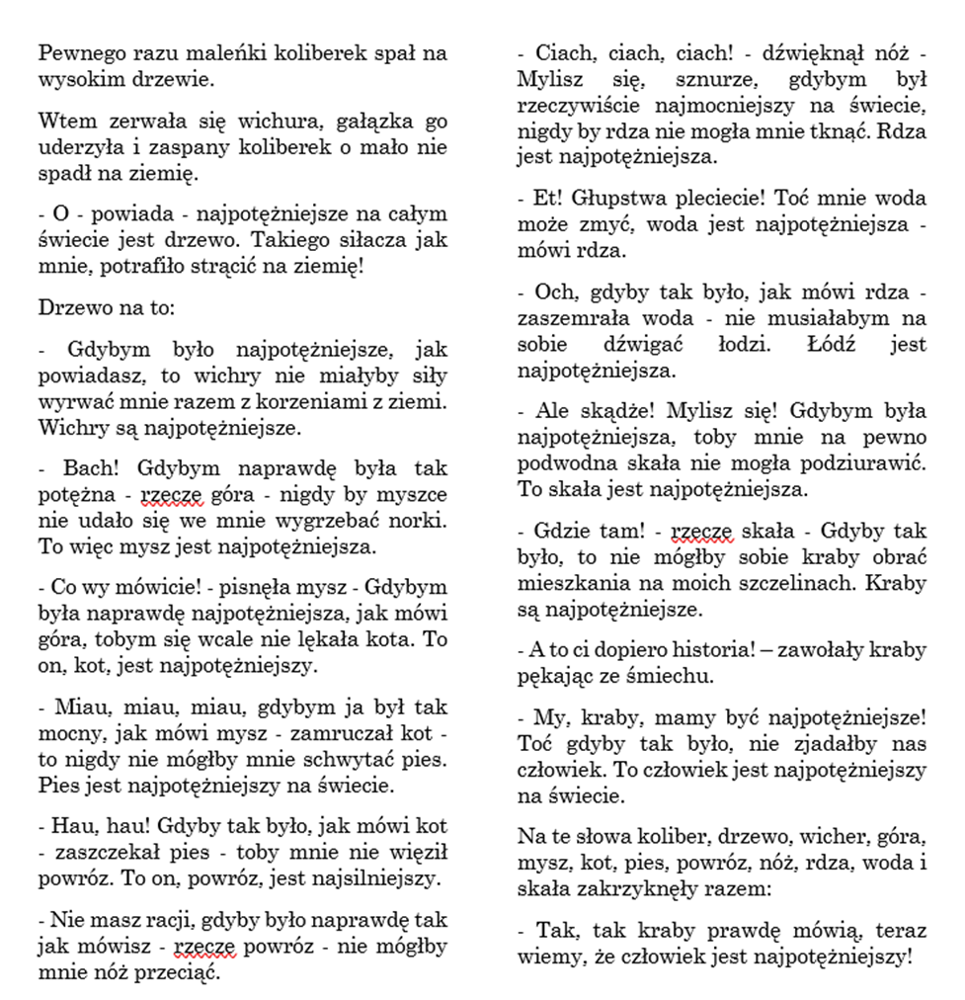 Pewnego razu maleńki koliberek spał na
wysokim drzewie.
Wtem zerwała się wichura, gałązka go
uderzyła i zaspany koliberek o mało nie
spadł na ziemię.
- O - powiada - najpotężniejsze na całym
świecie jest drzewo. Takiego siłacza jak
mnie, potrafiło strącić na ziemię!
Drzewo na to:
- Gdybym było najpotężniejsze, jak
powiadasz, to wichry nie miałyby siły
wyrwać mnie razem z korzeniami z ziemi.
Wichry są najpotężniejsze.
- Bach! Gdybym naprawdę była tak
potężna - rzecze góra - nigdy by myszce
nie udało się we mnie wygrzebać norki.
To więc mysz jest najpotężniejsza.
- Co wy mówicie! - pisnęła mysz - Gdybym
była naprawdę najpotężniejsza, jak mówi
góra, tobym się wcale nie lękała kota. To
on, kot, jest najpotężniejszy.
- Miau, miau, miau, gdybym ja był tak
mocny, jak mówi mysz - zamruczał kot -
to nigdy nie mógłby mnie schwytać pies.
Pies jest najpotężniejszy na świecie.
- Hau, hau! Gdyby tak było, jak mówi kot
- zaszczekał pies - toby mnie nie więził
powróz. To on, powróz, jest najsilniejszy.
- Nie masz racji, gdyby było naprawdę tak
jak mówisz - rzecze powróz - nie mógłby
mnie nóż przeciąć.
- Ciach, ciach, ciach! - dźwięknął nóż -
Mylisz się, sznurze, gdybym był
rzeczywiście najmocniejszy na świecie,
nigdy by rdza nie mogła mnie tknąć. Rdza
jest najpotężniejsza.
- Et! Głupstwa pleciecie! Toć mnie woda
może zmyć, woda jest najpotężniejsza -
mówi rdza.
- Och, gdyby tak było, jak mówi rdza -
zaszemrała woda - nie musiałabym na
sobie dźwigać łodzi. Łódź jest
najpotężniejsza.
- Ale skądże! Mylisz się! Gdybym była
najpotężniejsza, toby mnie na pewno
podwodna skała nie mogła podziurawić.
To skała jest najpotężniejsza.
- Gdzie tam! - rzecze skała - Gdyby tak
było, to nie mógłby sobie kraby obrać
mieszkania na moich szczelinach. Kraby
są najpotężniejsze.
- A to ci dopiero historia! – zawołały kraby
pękając ze śmiechu.
- My, kraby, mamy być najpotężniejsze!
Toć gdyby tak było, nie zjadałby nas
człowiek. To człowiek jest najpotężniejszy
na świecie.
Na te słowa koliber, drzewo, wicher, góra,
mysz, kot, pies, powróz, nóż, rdza, woda i
skała zakrzyknęły razem:
- Tak, tak kraby prawdę mówią, teraz
wiemy, że człowiek jest najpotężniejszy!